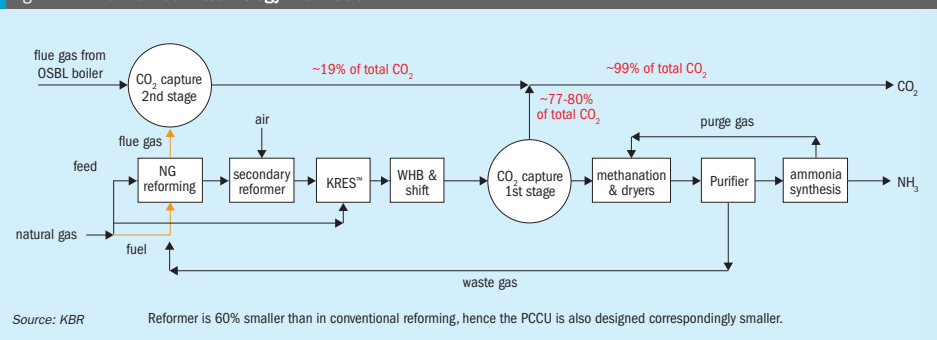 flue gas from
OSBL boiler
CO2 capture
2nd stage
~19% of total CO2
~99% of total CO2
CO2
~77-80%
of total CO2
flue gas
air
purge gas
feed
NG
reforming
secondary
reformer
KRES™
WHB &
shift
CO2 capture
1st stage
methanation
& dryers
Purifier
ammonia
synthesis
NH3
natural gas
fuel
waste gas
Source: KBR
Reformer is 60% smaller than in conventional reforming, hence the PCCU is also designed correspondingly smaller.